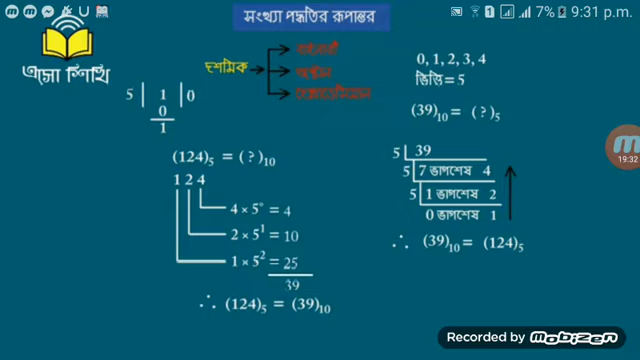 7% 9:31 p.m.
সংখ্যা পদ্ধতির রূপান্তর
এসো শিখি
দশমিক
বাইনারী
অক্টাল
হেক্সাডেসিমেল
5 1 0
0
1
0, 1, 2, 3, 4
ভিত্তি = 5
(39)₁₀ = (?)₅
5 39
5 7 ভাগশেষ 4
5 1 ভাগশেষ 2
0 ভাগশেষ 1
∴ (39)₁₀ = (124)₅
(124)₅ = (?)₁₀
1 2 4
4 × 5° = 4
2 × 5¹ = 10
1 × 5² = 25
39
∴ (124)₅ = (39)₁₀
19:32
Recorded by mobizen